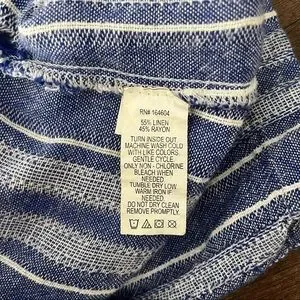 RN# 164604
55% LINEN
45% RAYON
TURN INSIDE OUT
MACHINE WASH COLD
WITH LIKE COLORS
GENTLE CYCLE.
ONLY NON - CHLORINE
BLEACH WHEN
NEEDED
TUMBLE DRY LOW.
WARM IRON IF
NEEDED.
DO NOT DRY CLEAN
REMOVE PROMPTLY.